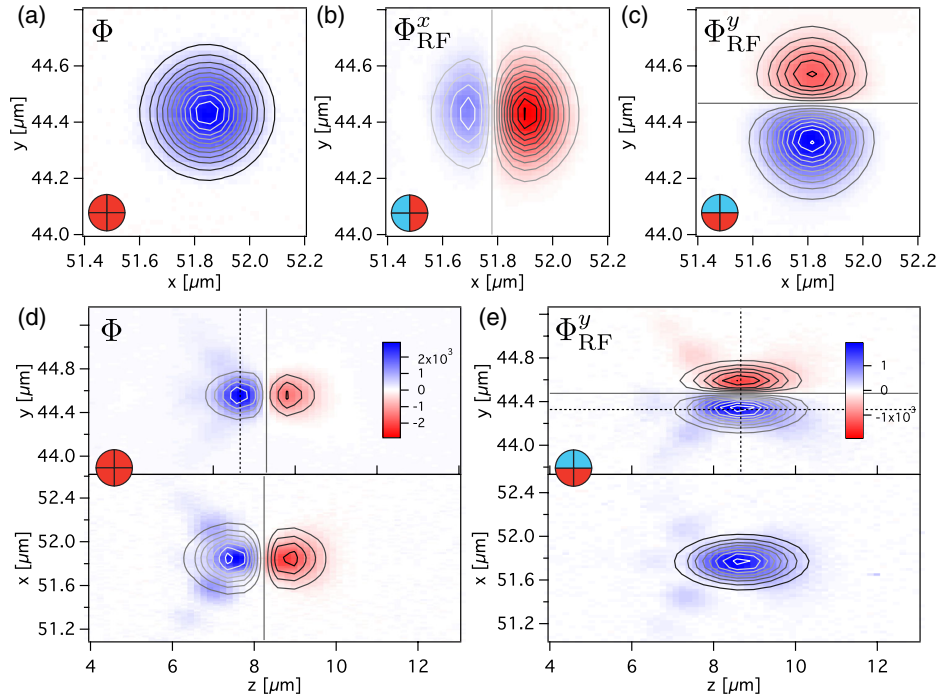 (a) Φ
y [µm]
44.6
44.4
44.2
44.0
51.4 51.6 51.8 52.0 52.2
x [µm]
(b) Φ^x_RF
y [µm]
44.6
44.4
44.2
44.0
51.4 51.6 51.8 52.0 52.2
x [µm]
(c) Φ^y_RF
y [µm]
44.6
44.4
44.2
44.0
51.4 51.6 51.8 52.0 52.2
x [µm]
(d) Φ
y [µm]
44.8
44.4
44.0
2x10³
1
0
-1
-2
x [µm]
52.4
52.0
51.6
51.2
4 6 8 10 12
z [µm]
(e) Φ^y_RF
y [µm]
44.8
44.4
44.0
1
0
-1x10³
x [µm]
52.4
52.0
51.6
51.2
6 8 10 12
z [µm]